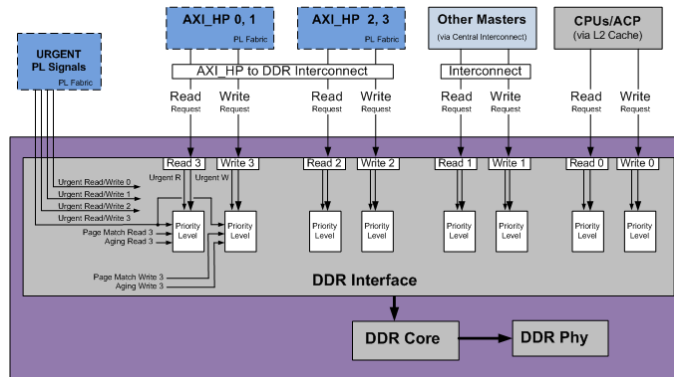 AXI_HP 0, 1
PL Fabric
AXI_HP 2, 3
PL Fabric
Other Masters
(via Central Interconnect)
CPUs/ACP
(via L2 Cache)
URGENT
PL Signals
PL Fabric
AXI_HP to DDR Interconnect
Interconnect
Read
Request
Write
Request
Read
Request
Write
Request
Read
Request
Write
Request
Read
Request
Write
Request
Read 3
Write 3
Read 2
Write 2
Read 1
Write 1
Read 0
Write 0
Urgent R
Urgent W
Urgent Read/Write 0
Urgent Read/Write 1
Urgent Read/Write 2
Urgent Read/Write 3
Page Match Read 3
Aging Read 3
Priority
Level
Priority
Level
Priority
Level
Priority
Level
Priority
Level
Priority
Level
Priority
Level
Priority
Level
Page Match Write 3
Aging Write 3
DDR Interface
DDR Core
DDR Phy